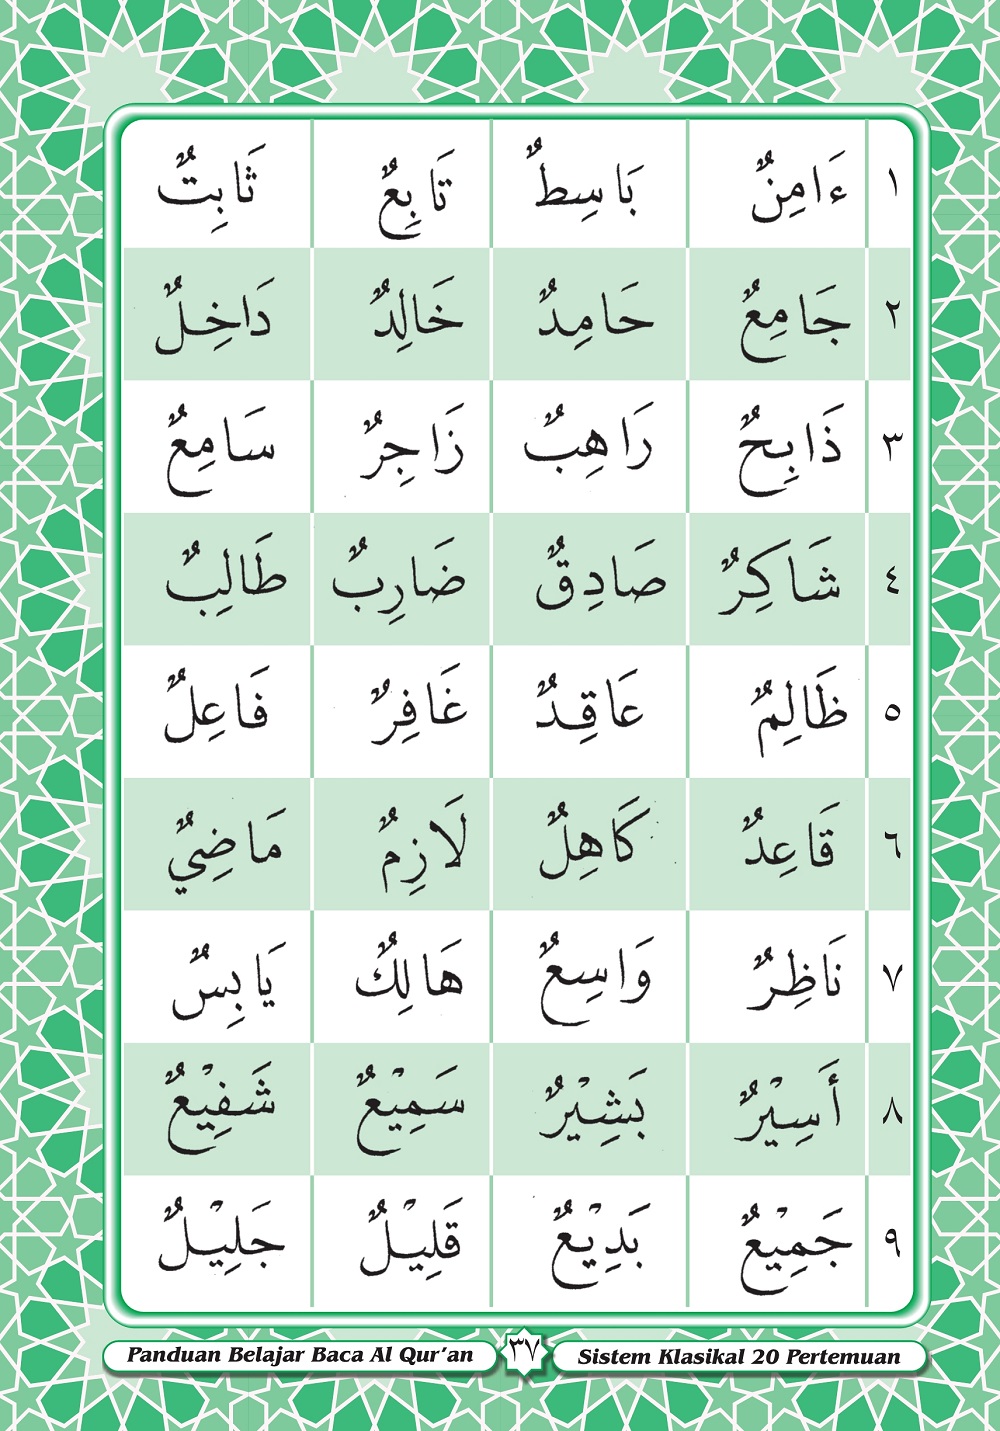 ١ ءَامِنٌ بَاسِطٌ تَابِعٌ ثَابِتٌ
٢ جَامِعٌ حَامِدٌ خَالِدٌ دَاخِلٌ
٣ ذَابِحٌ رَاهِبٌ زَاجِرٌ سَامِعٌ
٤ شَاكِرٌ صَادِقٌ ضَارِبٌ طَالِبٌ
٥ ظَالِمٌ عَاقِدٌ غَافِرٌ فَاعِلٌ
٦ قَاعِدٌ كَاهِلٌ لَازِمٌ مَاضِيٌ
٧ نَاظِرٌ وَاسِعٌ هَالِكٌ يَابِسٌ
٨ أَسِيْرٌ بَشِيْرٌ سَمِيْعٌ شَفِيْعٌ
٩ جَمِيْعٌ بَدِيْعٌ قَلِيْلٌ جَلِيْلٌ
Panduan Belajar Baca Al Qur'an ٣٧ Sistem Klasikal 20 Pertemuan